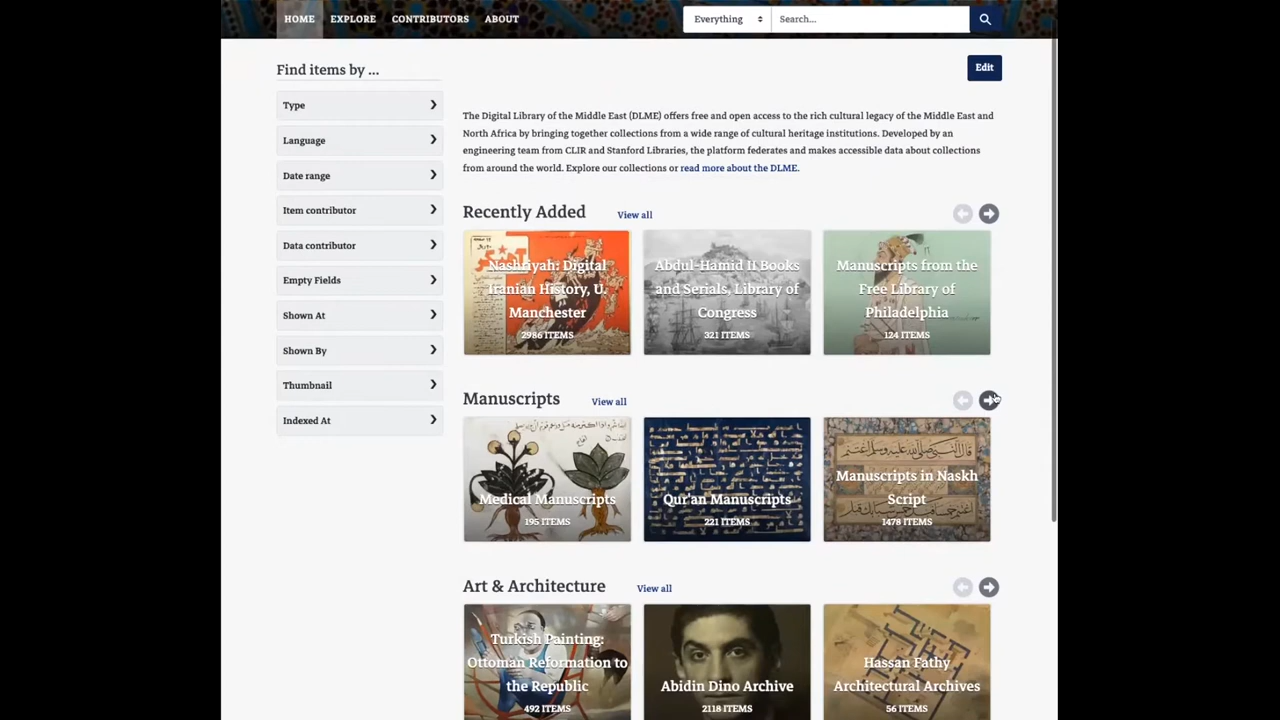 HOME EXPLORE CONTRIBUTORS ABOUT
Everything Search...
Find items by ...
Edit
Type
Language
Date range
Item contributor
Data contributor
Empty Fields
Shown At
Shown By
Thumbnail
Indexed At
The Digital Library of the Middle East (DLME) offers free and open access to the rich cultural legacy of the Middle East and
North Africa by bringing together collections from a wide range of cultural heritage institutions. Developed by an
engineering team from CLIR and Stanford Libraries, the platform federates and makes accessible data about collections
from around the world. Explore our collections or read more about the DLME.
Recently Added View all
Nashriyah: Digital
Iranian History, U.
Manchester
2986 ITEMS
Abdul-Hamid II Books
and Serials, Library of
Congress
321 ITEMS
Manuscripts from the
Free Library of
Philadelphia
124 ITEMS
Manuscripts View all
Medical Manuscripts
195 ITEMS
Qur'an Manuscripts
221 ITEMS
Manuscripts in Naskh
Script
1478 ITEMS
Art & Architecture View all
Turkish Painting:
Ottoman Reformation to
the Republic
492 ITEMS
Abidin Dino Archive
2118 ITEMS
Hassan Fathy
Architectural Archives
56 ITEMS